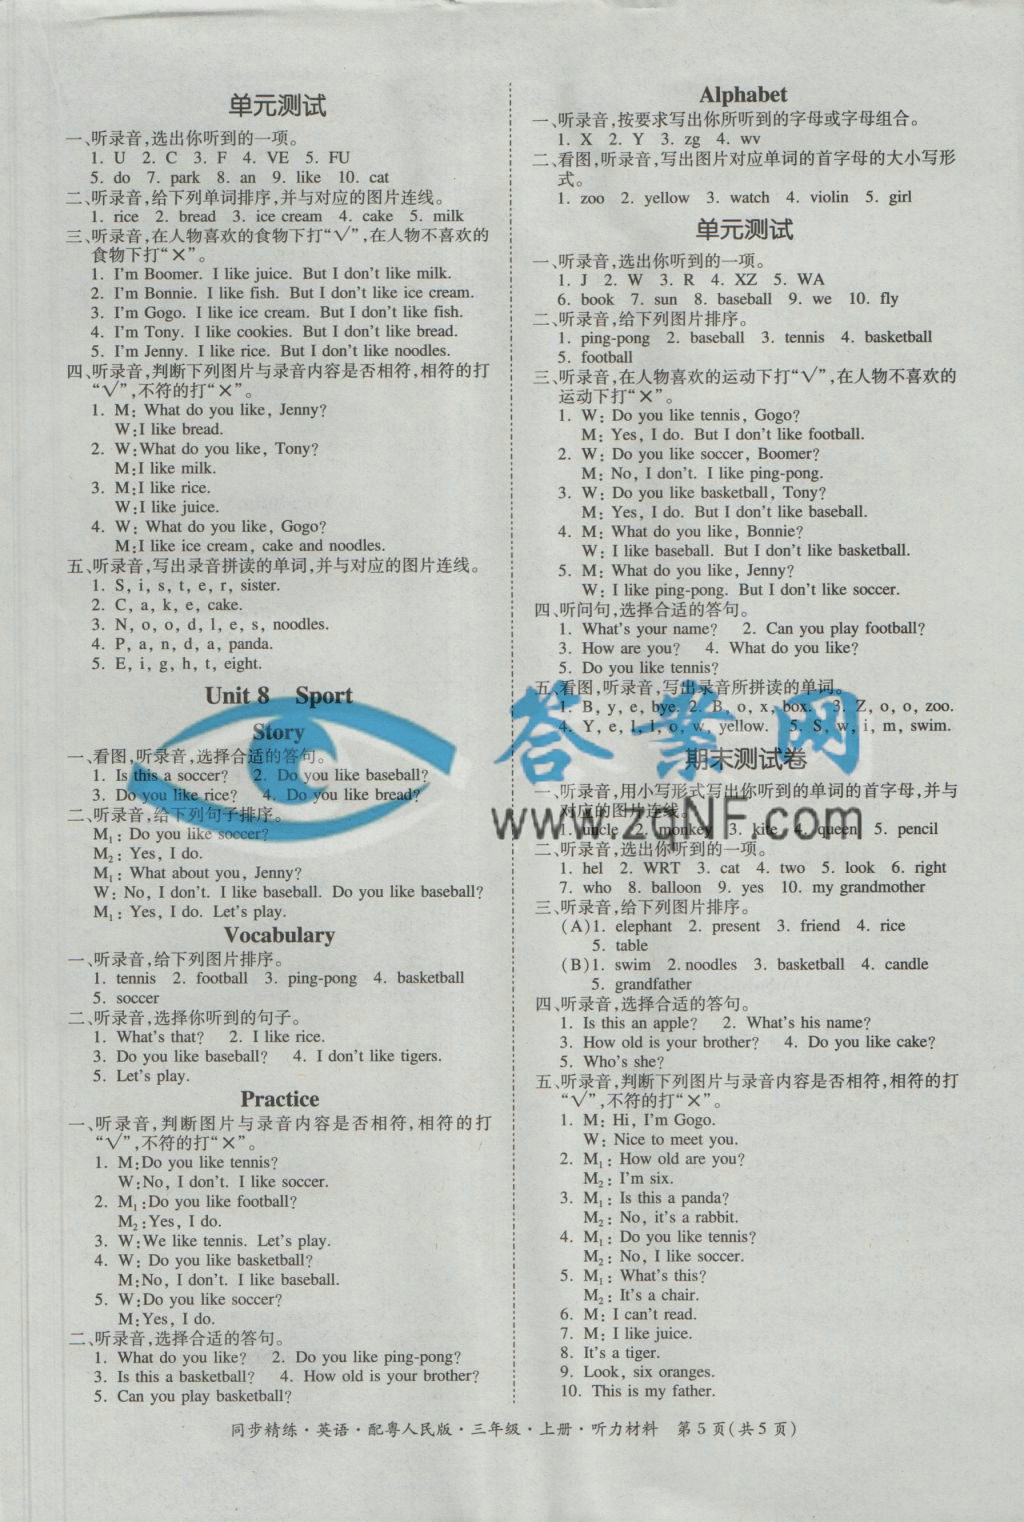 单元测试
一、听录音,选出你听到的一项。
1. U 2. C 3. F 4. VE 5. FU
5. do 7. park 8. an 9. like 10. cat
二、听录音,给下列单词排序,并与对应的图片连线。
1. rice 2. bread 3. ice cream 4. cake 5. milk
三、听录音,在人物喜欢的食物下打“√”,在人物不喜欢的
食物下打“×”。
1. I'm Boomer. I like juice. But I don't like milk.
2. I'm Bonnie. I like fish. But I don't like ice cream.
3. I'm Gogo. I like ice cream. But I don't like fish.
4. I'm Tony. I like cookies. But I don't like bread.
5. I'm Jenny. I like rice. But I don't like noodles.
四、听录音,判断下列图片与录音内容是否相符,相符的打
“√”,不符的打“×”。
1. M: What do you like, Jenny?
W:I like bread.
2. W:What do you like, Tony?
M:I like milk.
3. M:I like rice.
W:I like juice.
4. W: What do you like, Gogo?
M:I like ice cream, cake and noodles.
五、听录音,写出录音拼读的单词,并与对应的图片连线。
1. S, i, s, t, e, r, sister.
2. C, a, k, e, cake.
3. N, o, o, d, l, e, s, noodles.
4. P, a, n, d, a, panda.
5. E, i, g, h, t, eight.
Unit 8 Sport
Story
一、看图,听录音,选择合适的答句。
1. Is this a soccer? 2. Do you like baseball?
3. Do you like rice? 4. Do you like bread?
二、听录音,给下列句子排序。
M₁: Do you like soccer?
M₂: Yes, I do.
M₁: What about you, Jenny?
W: No, I don't. I like baseball. Do you like baseball?
M₁: Yes, I do. Let's play.
Vocabulary
一、听录音,给下列图片排序。
1. tennis 2. football 3. ping-pong 4. basketball
5. soccer
二、听录音,选择你听到的句子。
1. What's that? 2. I like rice.
3. Do you like baseball? 4. I don't like tigers.
5. Let's play.
Practice
一、听录音,判断图片与录音内容是否相符,相符的打
“√”,不符的打“×”。
1. M:Do you like tennis?
W:No, I don't. I like soccer.
2. M₁:Do you like football?
M₂:Yes, I do.
3. W:We like tennis. Let's play.
4. W: Do you like basketball?
M:No, I don't. I like baseball.
5. W:Do you like soccer?
M:Yes, I do.
二、听录音,选择合适的答句。
1. What do you like? 2. Do you like ping-pong?
3. Is this a basketball? 4. How old is your brother?
5. Can you play basketball?
Alphabet
一、听录音,按要求写出你所听到的字母或字母组合。
1. X 2. Y 3. zg 4. wv
二、看图,听录音,写出图片对应单词的首字母的大小写形
式。
1. zoo 2. yellow 3. watch 4. violin 5. girl
单元测试
一、听录音,选出你听到的一项。
1. J 2. W 3. R 4. XZ 5. WA
6. book 7. sun 8. baseball 9. we 10. fly
二、听录音,给下列图片排序。
1. ping-pong 2. baseball 3. tennis 4. basketball
5. football
三、听录音,在人物喜欢的运动下打“√”,在人物不喜欢的
运动下打“×”。
1. W: Do you like tennis, Gogo?
M: Yes, I do. But I don't like football.
2. W: Do you like soccer, Boomer?
M: No, I don't. I like ping-pong.
3. W: Do you like basketball, Tony?
M: Yes, I do. But I don't like baseball.
4. M: What do you like, Bonnie?
W: I like baseball. But I don't like basketball.
5. M: What do you like, Jenny?
W: I like ping-pong. But I don't like soccer.
四、听问句,选择合适的答句。
1. What's your name? 2. Can you play football?
3. How are you? 4. What do you like?
5. Do you like tennis?
五、看图,听录音,写出录音所拼读的单词。
1. B, y, e, bye. 2. B, o, x, box. 3. Z, o, o, zoo.
4. Y, e, l, l, o, w, yellow. 5. S, w, i, m, swim.
答案网
www.zqNF.com
期末测试卷
一、听录音,用小写形式写出你听到的单词的首字母,并与
对应的图片连线。
1. uncle 2. monkey 3. kite 4. queen 5. pencil
二、听录音,选出你听到的一项。
1. hel 2. WRT 3. cat 4. two 5. look 6. right
7. who 8. balloon 9. yes 10. my grandmother
三、听录音,给下列图片排序。
(A)1. elephant 2. present 3. friend 4. rice
5. table
(B)1. swim 2. noodles 3. basketball 4. candle
5. grandfather
四、听录音,选择合适的答句。
1. Is this an apple? 2. What's his name?
3. How old is your brother? 4. Do you like cake?
5. Who's she?
五、听录音,判断下列图片与录音内容是否相符,相符的打
“√”,不符的打“×”。
1. M: Hi, I'm Gogo.
W: Nice to meet you.
2. M₁: How old are you?
M₂: I'm six.
3. M₁: Is this a panda?
M₂: No, it's a rabbit.
4. M₁: Do you like tennis?
M₂: No, I like soccer.
5. M₁: What's this?
M₂: It's a chair.
6. M: I can't read.
7. M: I like juice.
8. It's a tiger.
9. Look, six oranges.
10. This is my father.
同步精练·英语·配粤人民版·三年级·上册·听力材料 第5页(共5页)